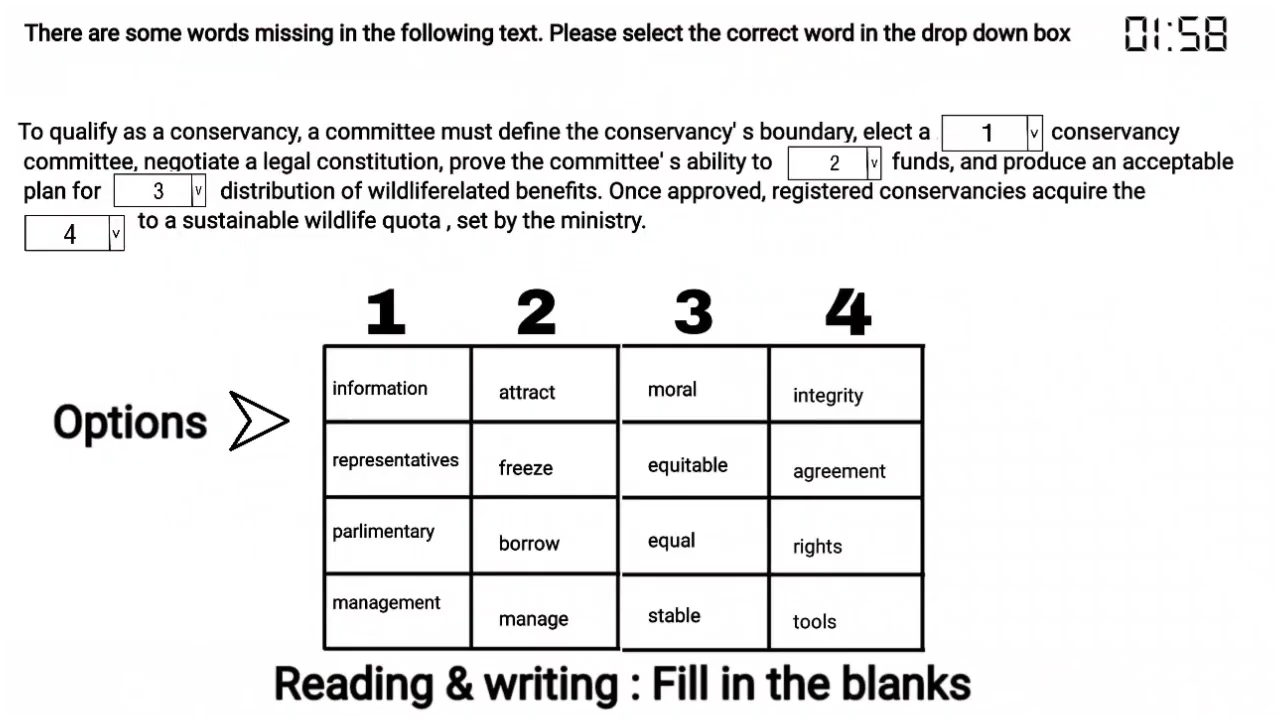 There are some words missing in the following text. Please select the correct word in the drop down box 01:58
To qualify as a conservancy, a committee must define the conservancy' s boundary, elect a 1 v conservancy
committee, negotiate a legal constitution, prove the committee' s ability to 2 v funds, and produce an acceptable
plan for 3 v distribution of wildliferelated benefits. Once approved, registered conservancies acquire the
4 v to a sustainable wildlife quota , set by the ministry.
1 2 3 4
Options
information attract moral integrity
representatives freeze equitable agreement
parlimentary borrow equal rights
management manage stable tools
Reading & writing : Fill in the blanks